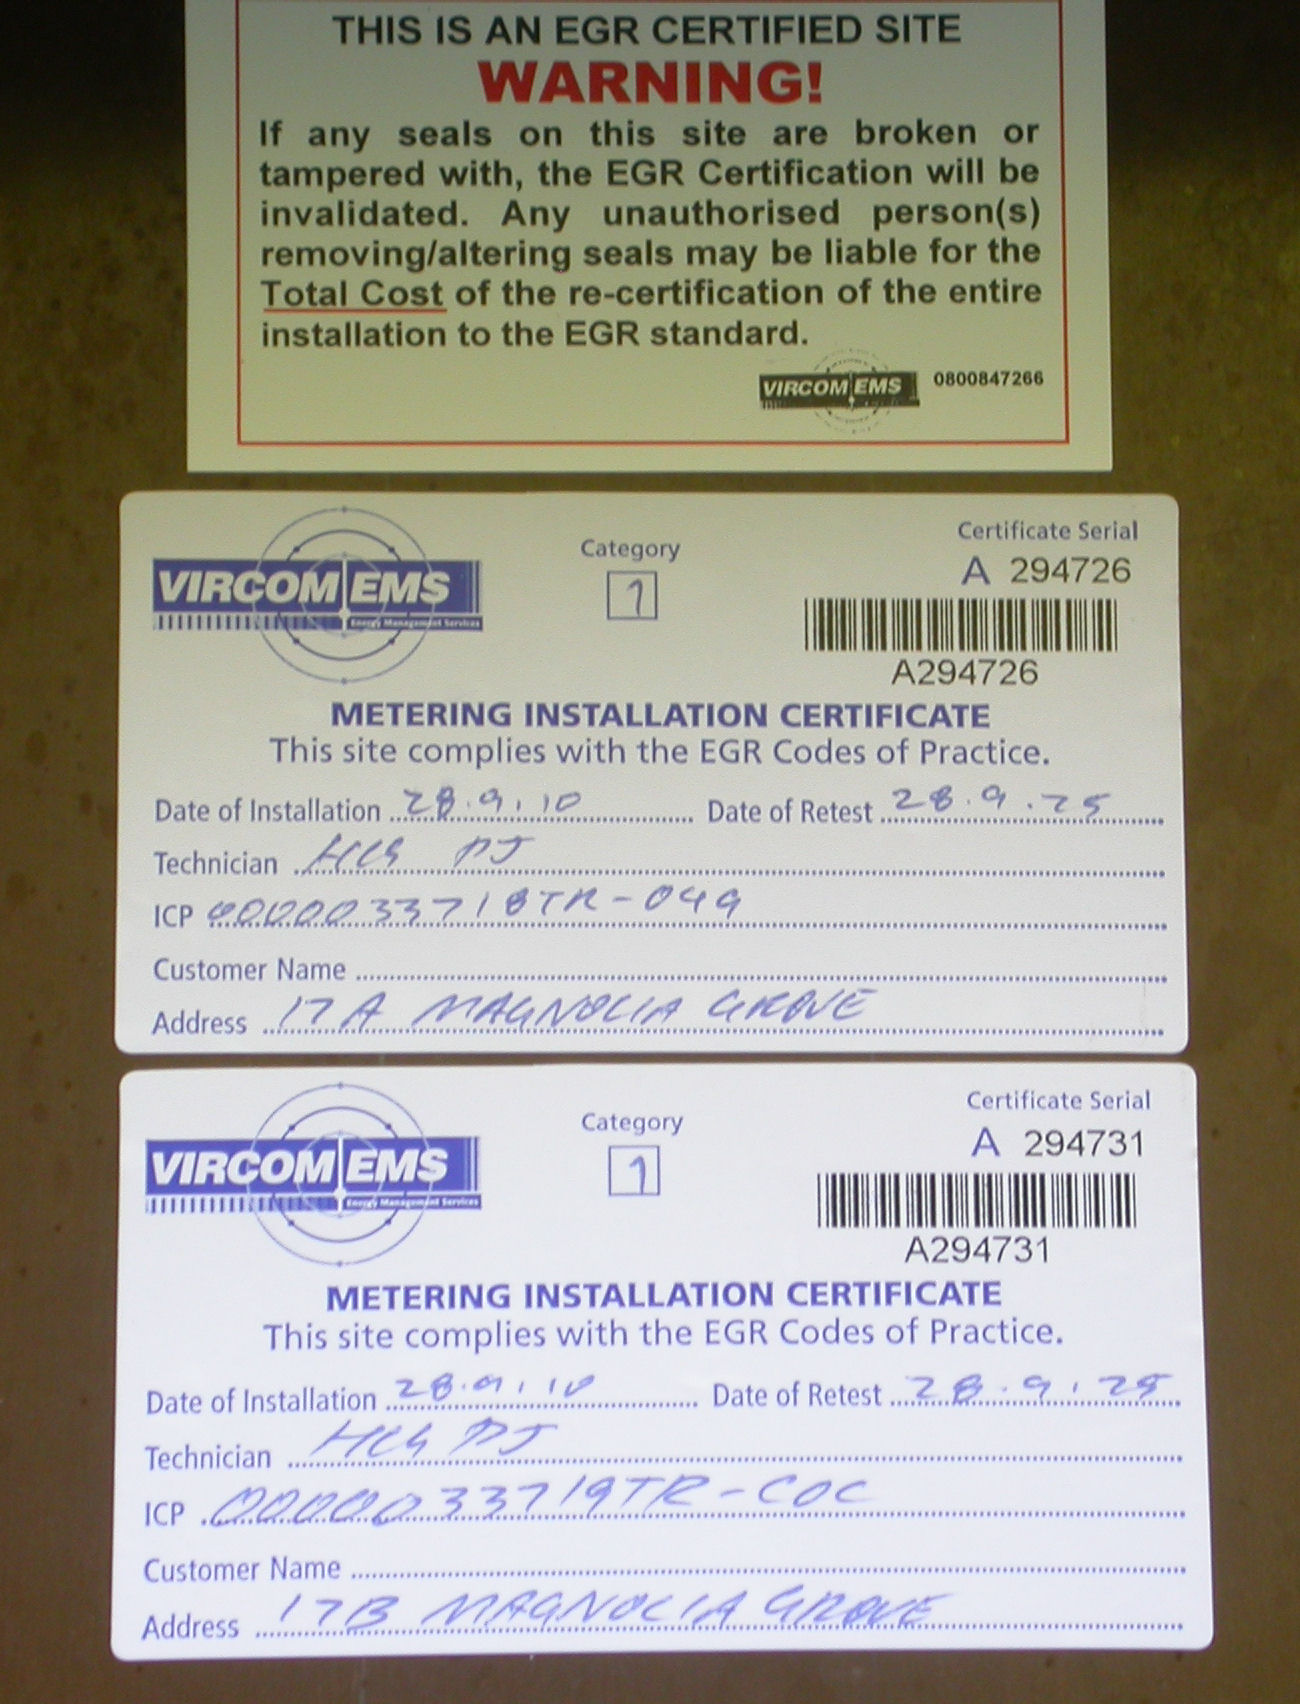 THIS IS AN EGR CERTIFIED SITE
WARNING!
If any seals on this site are broken or
tampered with, the EGR Certification will be
invalidated. Any unauthorised person(s)
removing/altering seals may be liable for the
Total Cost of the re-certification of the entire
installation to the EGR standard.
VIRCOM EMS 0800847266
Certificate Serial
Category
A 294726
VIRCOM EMS
1
Energy Management Services
A294726
METERING INSTALLATION CERTIFICATE
This site complies with the EGR Codes of Practice.
Date of Installation 28.9.10 Date of Retest 28.9.25
Technician PJ
ICP 0000033718TR-049
Customer Name
Address 17A MAGNOLIA GROVE
Certificate Serial
Category
A 294731
VIRCOM EMS
1
Energy Management Services
A294731
METERING INSTALLATION CERTIFICATE
This site complies with the EGR Codes of Practice.
Date of Installation 28.9.10 Date of Retest 28.9.25
Technician PJ
ICP 0000033719TR-C0C
Customer Name
Address 17B MAGNOLIA GROVE